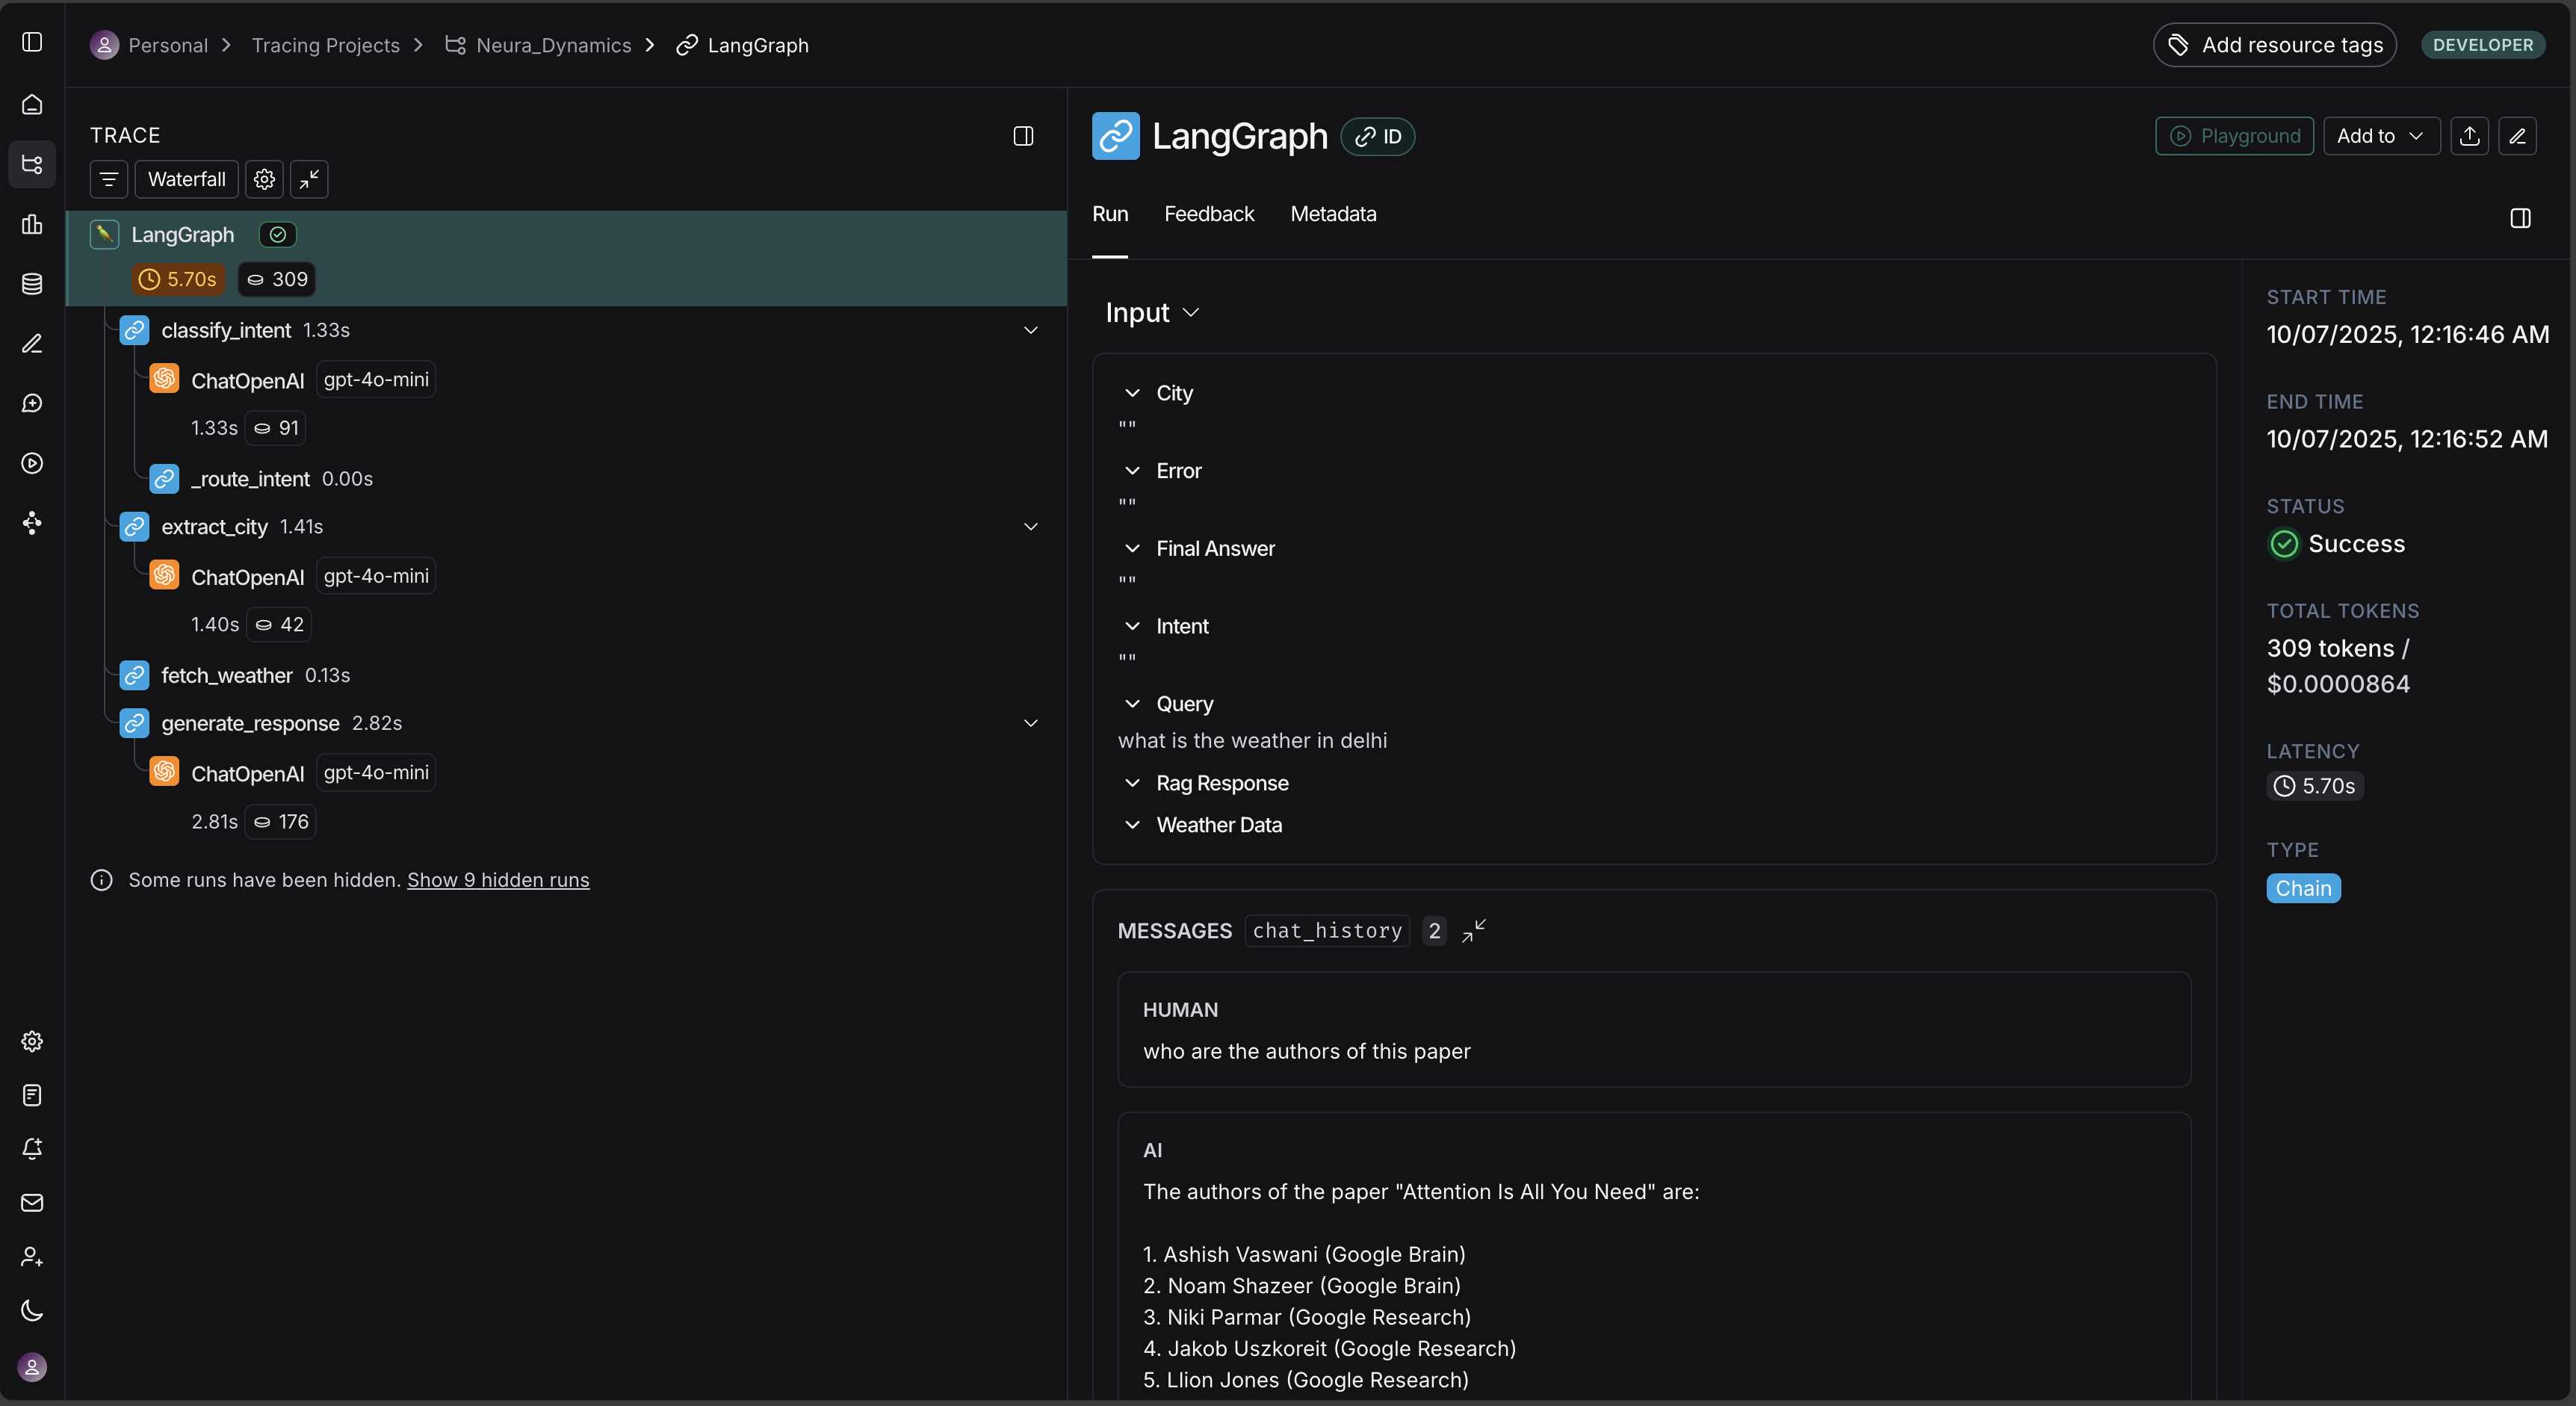 Personal > Tracing Projects > Neura_Dynamics > LangGraph
Add resource tags
DEVELOPER
TRACE
Waterfall
LangGraph
5.70s 309
classify_intent 1.33s
ChatOpenAI gpt-4o-mini
1.33s 91
_route_intent 0.00s
extract_city 1.41s
ChatOpenAI gpt-4o-mini
1.40s 42
fetch_weather 0.13s
generate_response 2.82s
ChatOpenAI gpt-4o-mini
2.81s 176
Some runs have been hidden. Show 9 hidden runs
LangGraph ID
Playground
Add to
Run Feedback Metadata
Input
City
""
Error
""
Final Answer
""
Intent
""
Query
what is the weather in delhi
Rag Response
Weather Data
MESSAGES chat_history 2
HUMAN
who are the authors of this paper
AI
The authors of the paper "Attention Is All You Need" are:
1. Ashish Vaswani (Google Brain)
2. Noam Shazeer (Google Brain)
3. Niki Parmar (Google Research)
4. Jakob Uszkoreit (Google Research)
5. Llion Jones (Google Research)
START TIME
10/07/2025, 12:16:46 AM
END TIME
10/07/2025, 12:16:52 AM
STATUS
Success
TOTAL TOKENS
309 tokens /
$0.0000864
LATENCY
5.70s
TYPE
Chain